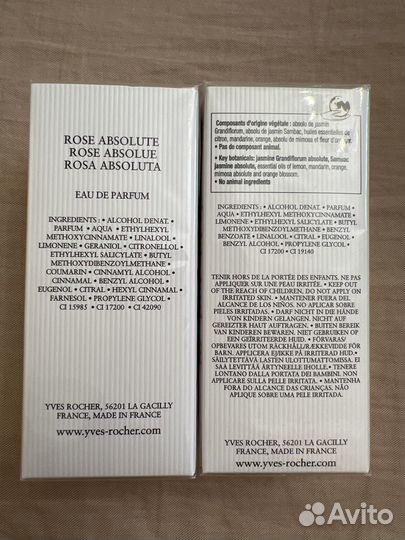 ROSE ABSOLUTE
ROSE ABSOLUE
ROSA ABSOLUTA
EAU DE PARFUM
INGREDIENTS : • ALCOHOL DENAT. •
PARFUM • AQUA • ETHYLHEXYL
METHOXYCINNAMATE • LINALOOL •
LIMONENE • GERANIOL • CITRONELLOL •
ETHYLHEXYL SALICYLATE • BUTYL
METHOXYDIBENZOYLMETHANE •
COUMARIN • CINNAMYL ALCOHOL •
CINNAMAL • BENZYL ALCOHOL •
EUGENOL • CITRAL • HEXYL CINNAMAL •
FARNESOL • PROPYLENE GLYCOL •
CI 15985 • CI 17200 • CI 42090
YVES ROCHER, 56201 LA GACILLY
FRANCE, MADE IN FRANCE
www.yves-rocher.com
Composants d'origine végétale : absolu de jasmin
Grandiflorum, absolu de jasmin Sambac, huiles essentielles de
citron, mandarine, orange, absolu de mimosa et fleur d'oranger.
• Pas de composant animal.
• Key botanicals: jasmine Grandiflorum absolute, Sambac
jasmine absolute, essential oils of lemon, mandarin, orange,
mimosa absolute and orange blossom.
• No animal ingredients
INGREDIENTS : • ALCOHOL DENAT. • PARFUM •
AQUA • ETHYLHEXYL METHOXYCINNAMATE •
LIMONENE • ETHYLHEXYL SALICYLATE • BUTYL
METHOXYDIBENZOYLMETHANE • BENZYL
BENZOATE • LINALOOL • CITRAL • EUGENOL •
BENZYL ALCOHOL • PROPYLENE GLYCOL •
CI 17200 • CI 19140
TENIR HORS DE LA PORTÉE DES ENFANTS. NE PAS
APPLIQUER SUR UNE PEAU IRRITÉE. • KEEP OUT
OF THE REACH OF CHILDREN, DO NOT APPLY ON
IRRITATED SKIN. • MANTENER FUERA DEL
ALCANCE DE LOS NIÑOS. NO APLICAR SOBRE
PIELES IRRITADAS. • DARF NICHT IN DIE HÄNDE
VON KINDERN GELANGEN. NICHT AUF
GEREIZTER HAUT AUFTRAGEN. • BUITEN BEREIK
VAN KINDEREN BEWAREN. NIET OP EEN
GEÏRRITEERDE HUID. • FÖRVARAS/
OPBEVARES UTOM RÄCKHÅLL/RÆKKEVIDDE FÖR
BARN. APPLICERA EJ/IKKE PÅ IRRITERAD HUD. •
SÄILYTETTÄVÄ LASTEN ULOTTUMATTOMISSA. EI
SAA LEVITTÄÄ ÄRTYNEELLE IHOLLE. • TENERE
LONTANO DALLA PORTATA DEI BAMBINI. NON
APPLICARE SULLA PELLE IRRITATA. • MANTENHA
FORA DO ALCANCE DAS CRIANÇAS. NÃO
APLIQUE SOBRE UMA PELE IRRITADA.
YVES ROCHER, 56201 LA GACILLY
FRANCE, MADE IN FRANCE
www.yves-rocher.com
Avito